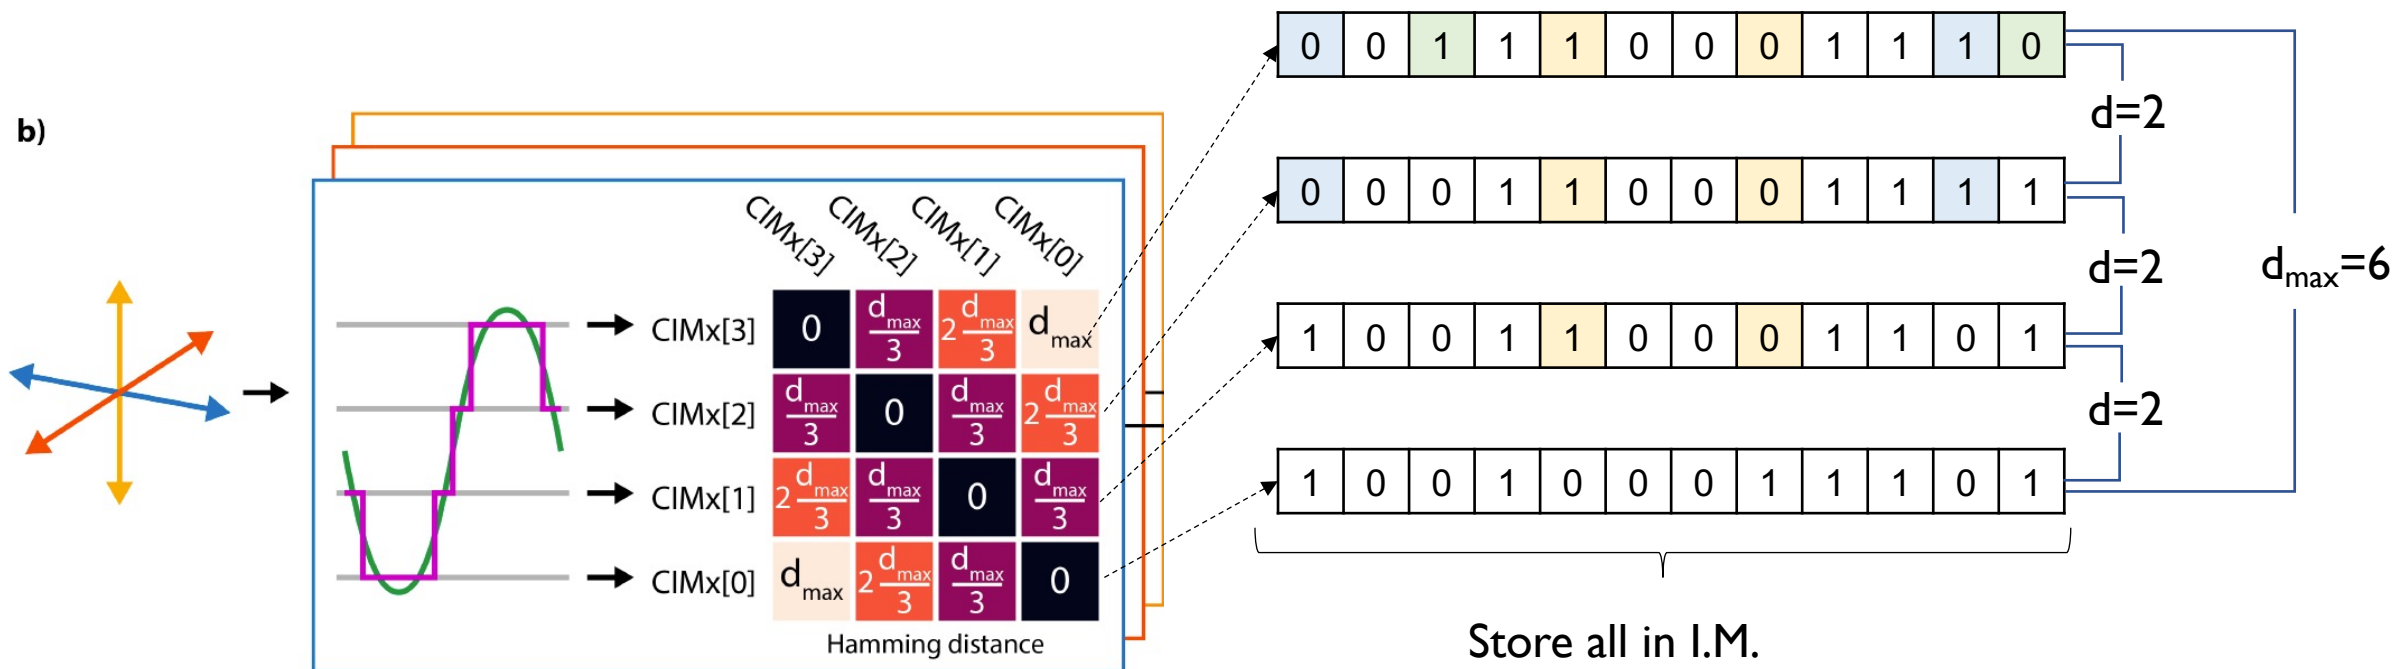 b)
CIMx[3] CIMx[2] CIMx[1] CIMx[0]
CIMx[3] 0 dmax/3 2 dmax/3 dmax
CIMx[2] dmax/3 0 dmax/3 2 dmax/3
CIMx[1] 2 dmax/3 dmax/3 0 dmax/3
CIMx[0] dmax 2 dmax/3 dmax/3 0
Hamming distance
0 0 1 1 1 0 0 0 1 1 1 0
d=2
0 0 0 1 1 0 0 0 1 1 1 1
d=2
dmax=6
1 0 0 1 1 0 0 0 1 1 0 1
d=2
1 0 0 1 0 0 0 1 1 1 0 1
Store all in I.M.